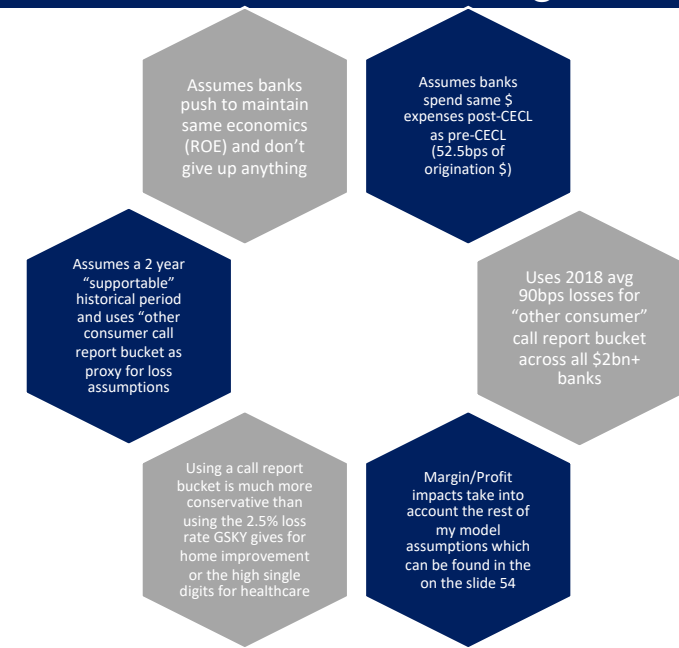 Assumes banks
push to maintain
same economics
(ROE) and don’t
give up anything
Assumes banks
spend same $
expenses post-CECL
as pre-CECL
(52.5bps of
origination $)
Assumes a 2 year
“supportable”
historical period
and uses “other
consumer call
report bucket as
proxy for loss
assumptions
Uses 2018 avg
90bps losses for
“other consumer”
call report bucket
across all $2bn+
banks
Using a call report
bucket is much more
conservative than
using the 2.5% loss
rate GSKY gives for
home improvement
or the high single
digits for healthcare
Margin/Profit
impacts take into
account the rest of
my model
assumptions which
can be found in the
on the slide 54